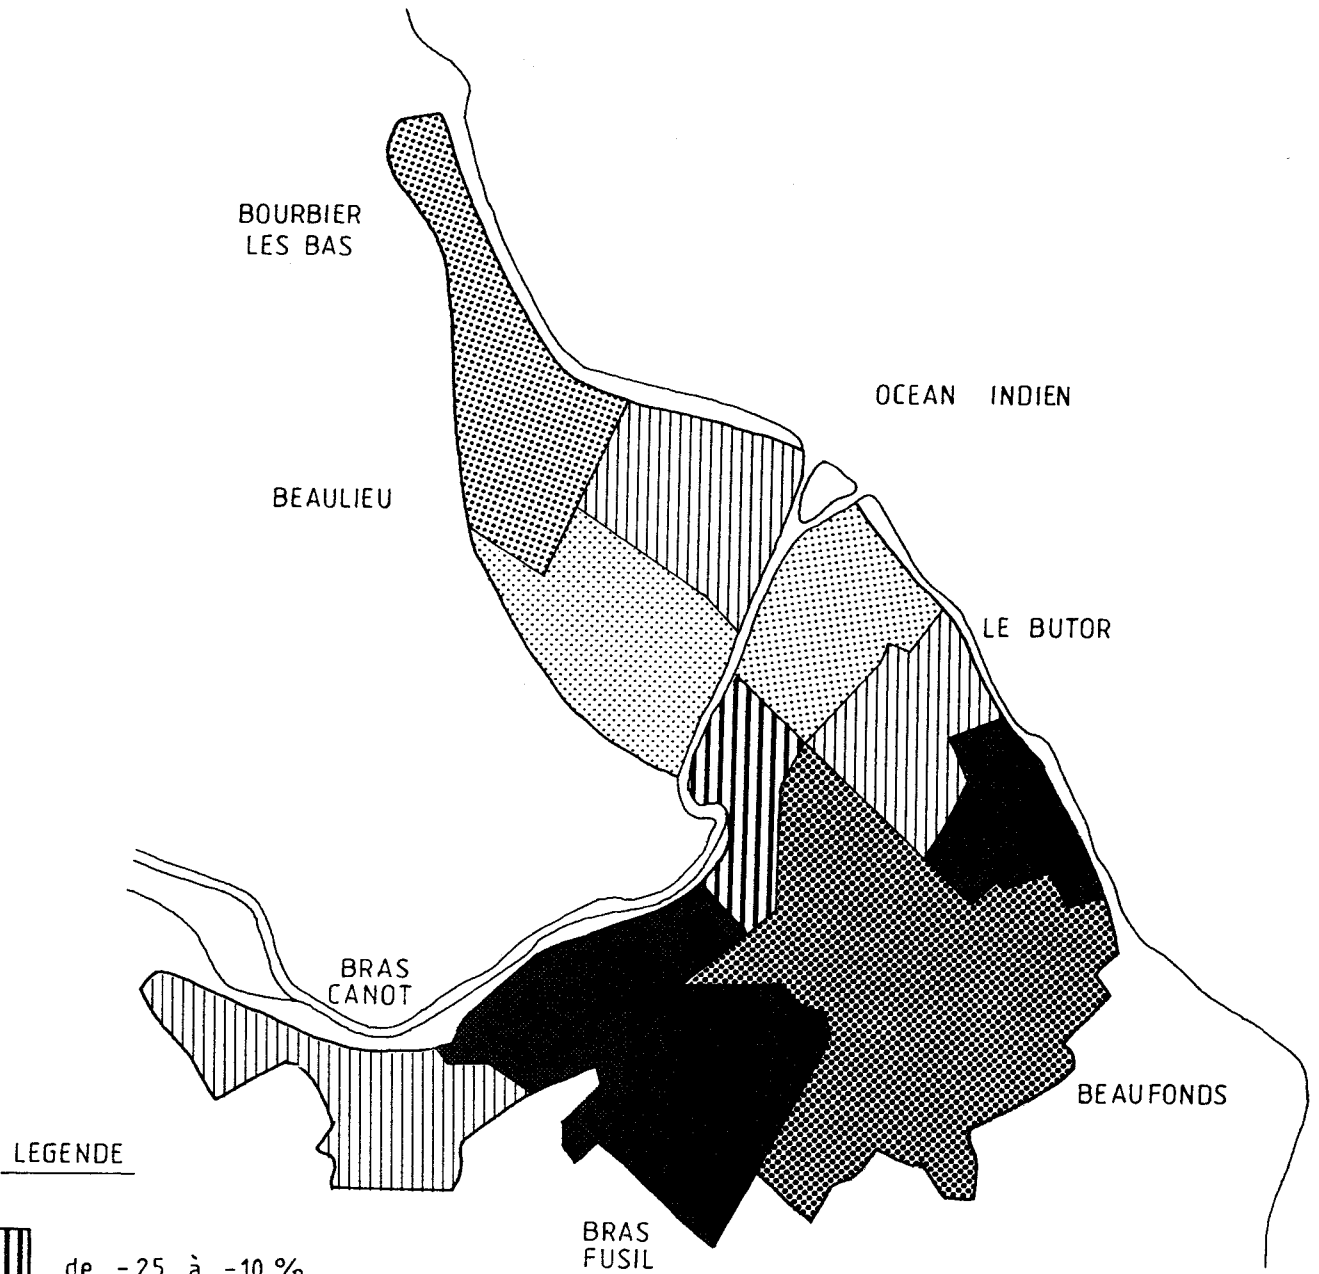 BOURBIER
LES BAS
OCEAN INDIEN
BEAULIEU
LE BUTOR
BRAS
CANOT
BEAUFONDS
LEGENDE
BRAS
FUSIL
de -25 à -10 %